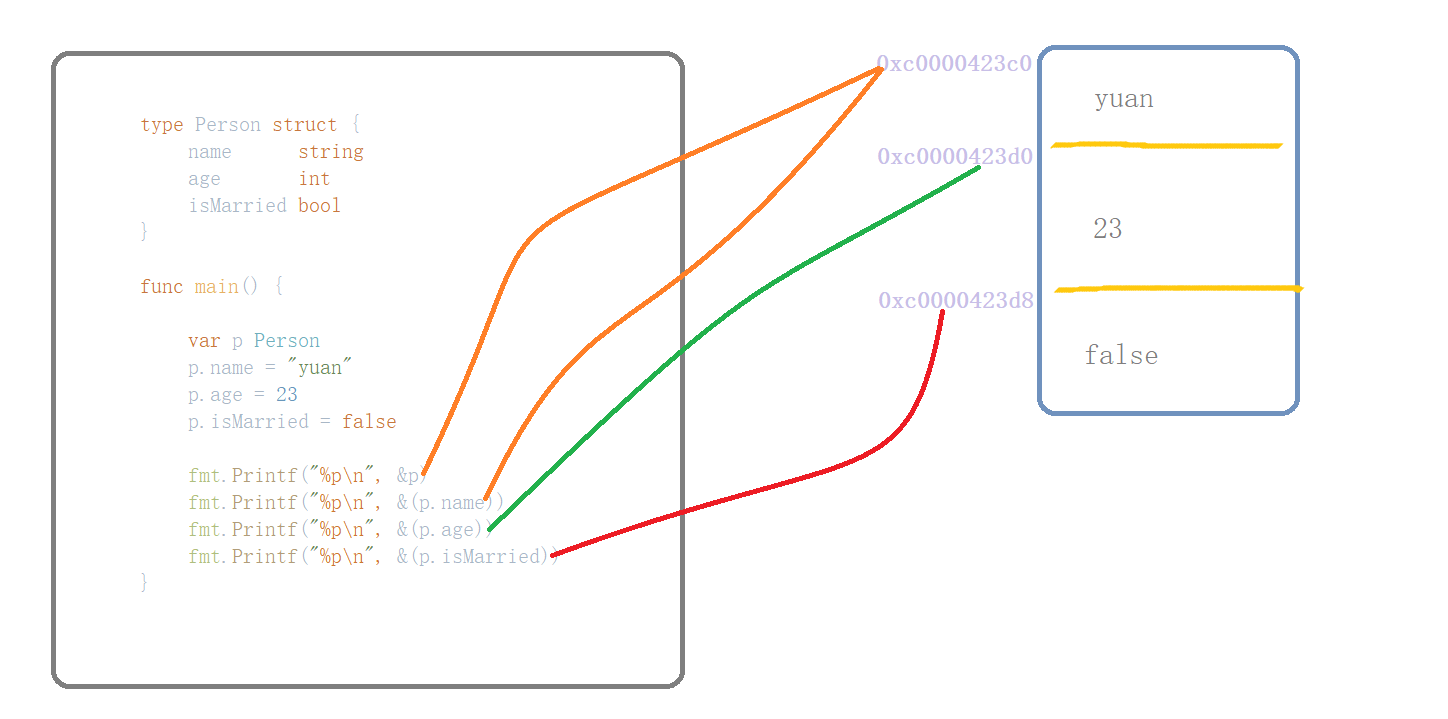 type Person struct {
name string
age int
isMarried bool
}
func main() {
var p Person
p.name = "yuan"
p.age = 23
p.isMarried = false
fmt.Printf("%p\n", &p)
fmt.Printf("%p\n", &(p.name))
fmt.Printf("%p\n", &(p.age))
fmt.Printf("%p\n", &(p.isMarried))
}
0xc0000423c0
yuan
0xc0000423d0
23
0xc0000423d8
false